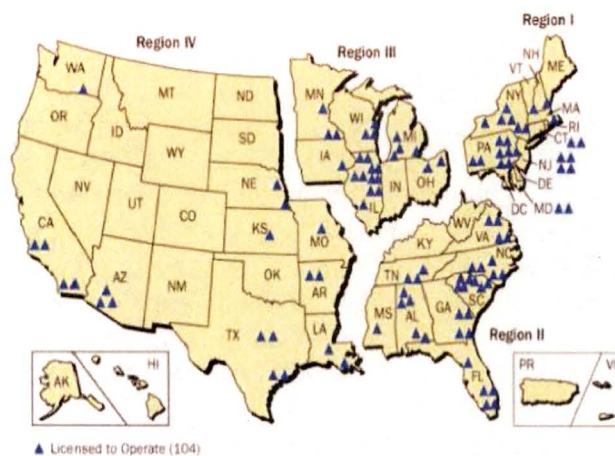 Region I
Region IV
Region III
NH
VT
ME
WA
MT
ND
MN
WI
NY
MA
OR
ID
SD
MI
RI
CT
WY
IA
PA
NJ
NE
NV
UT
CO
IL
IN
OH
DE
DC
MD
CA
KS
MO
WV
VA
KY
NC
AZ
NM
OK
AR
TN
SC
MS
AL
GA
TX
LA
Region II
HI
AK
FL
PR
VI
Licensed to Operate (104)